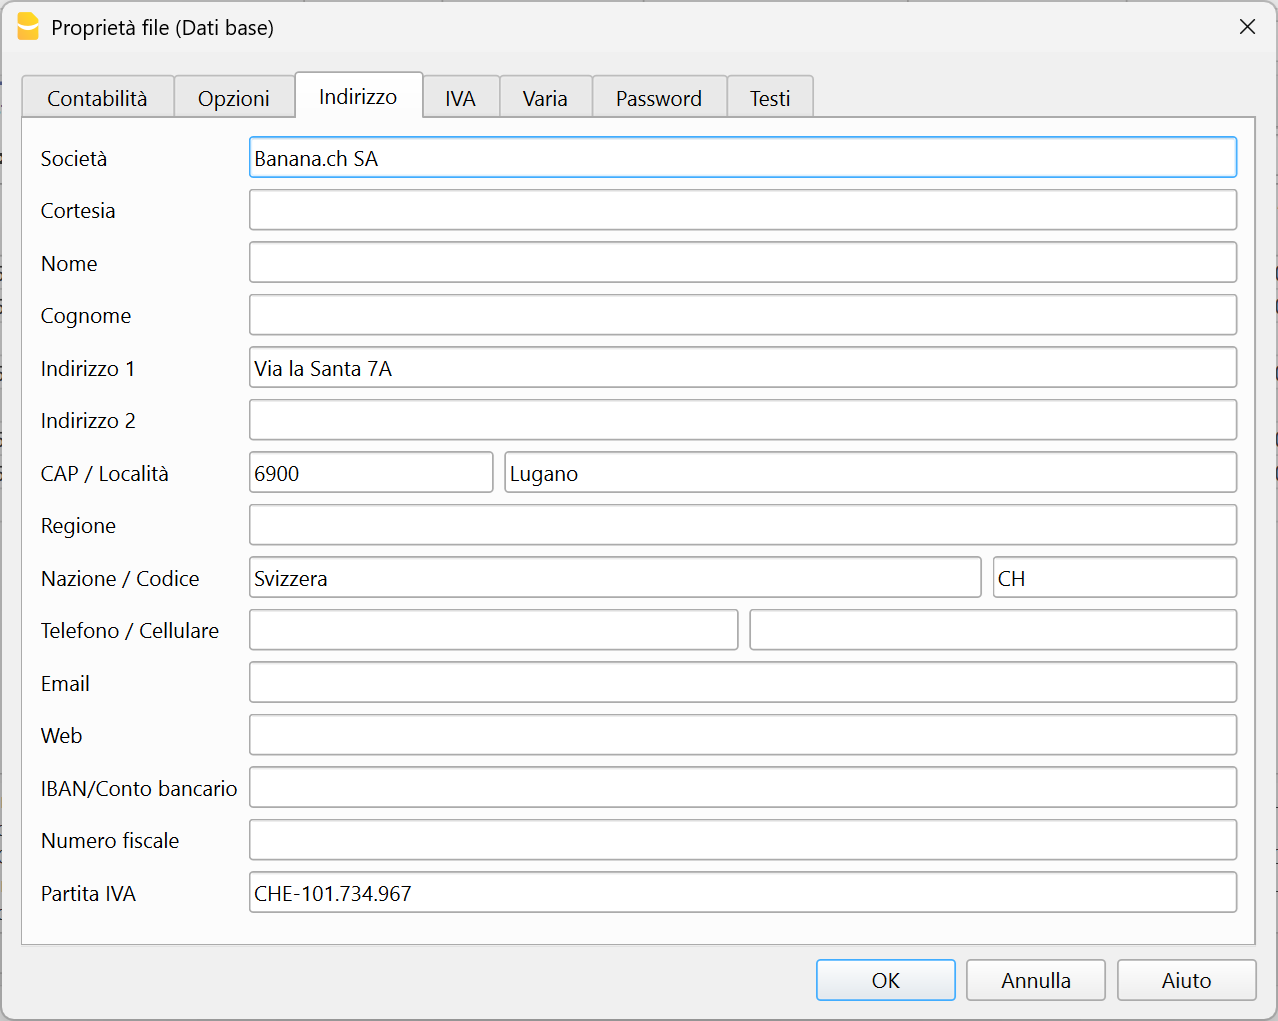 Proprietà file (Dati base)
Contabilità Opzioni Indirizzo IVA Varia Password Testi
Società Banana.ch SA
Cortesia
Nome
Cognome
Indirizzo 1 Via la Santa 7A
Indirizzo 2
CAP / Località 6900 Lugano
Regione
Nazione / Codice Svizzera CH
Telefono / Cellulare
Email
Web
IBAN/Conto bancario
Numero fiscale
Partita IVA CHE-101.734.967
OK Annulla Aiuto